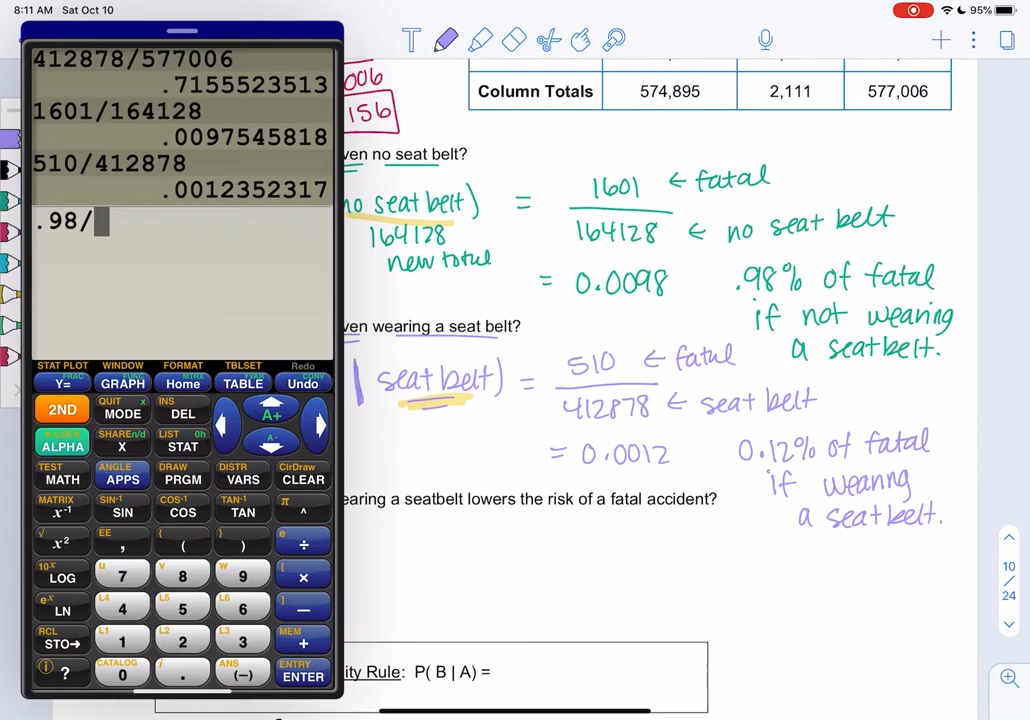 8:11 AM Sat Oct 10
95%
412878/577006
.7155523513
1601/164128
.0097545818
510/412878
.0012352317
.98/
006
156
Column Totals 574,895 2,111 577,006
ven no seat belt?
no seat belt) = 1601 ← fatal
164128 ← no seat belt
164128
new total
= 0.0098 .98% of fatal
if not wearing
a seatbelt.
ven wearing a seat belt?
| seat belt) = 510 ← fatal
412878 ← seat belt
= 0.0012 0.12% of fatal
if wearing
a seatbelt.
earing a seatbelt lowers the risk of a fatal accident?
ity Rule: P( B | A) =
10
/
24
STAT PLOT WINDOW FORMAT TBLSET Redo
Y= GRAPH Home TABLE Undo
QUIT x INS
2ND MODE DEL A+
SHARE n/d LIST 0h A-
ALPHA X STAT
TEST ANGLE DRAW DISTR ClrDraw
MATH APPS PRGM VARS CLEAR
MATRIX SIN-1 COS-1 TAN-1 π
x-1 SIN COS TAN ^
√ EE { } e
x² , ( ) ÷
10x u v w [
LOG 7 8 9 ×
ex L4 L5 L6 ]
LN 4 5 6 —
RCL L1 L2 L3 MEM
STO→ 1 2 3 +
CATALOG i ANS ENTRY
? 0 . (−) ENTER